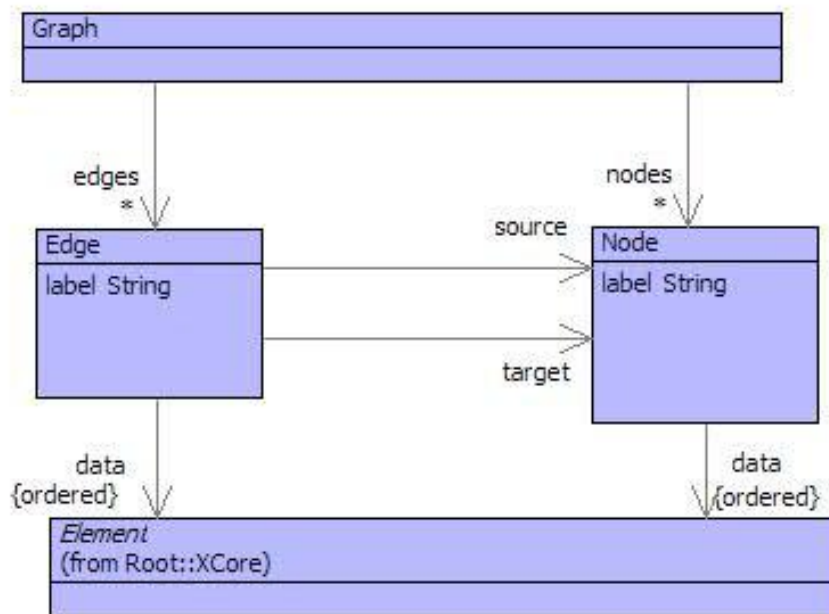 Graph
edges
*
nodes
*
Edge
label String
source
target
Node
label String
data
{ordered}
data
{ordered}
Element
(from Root::XCore)